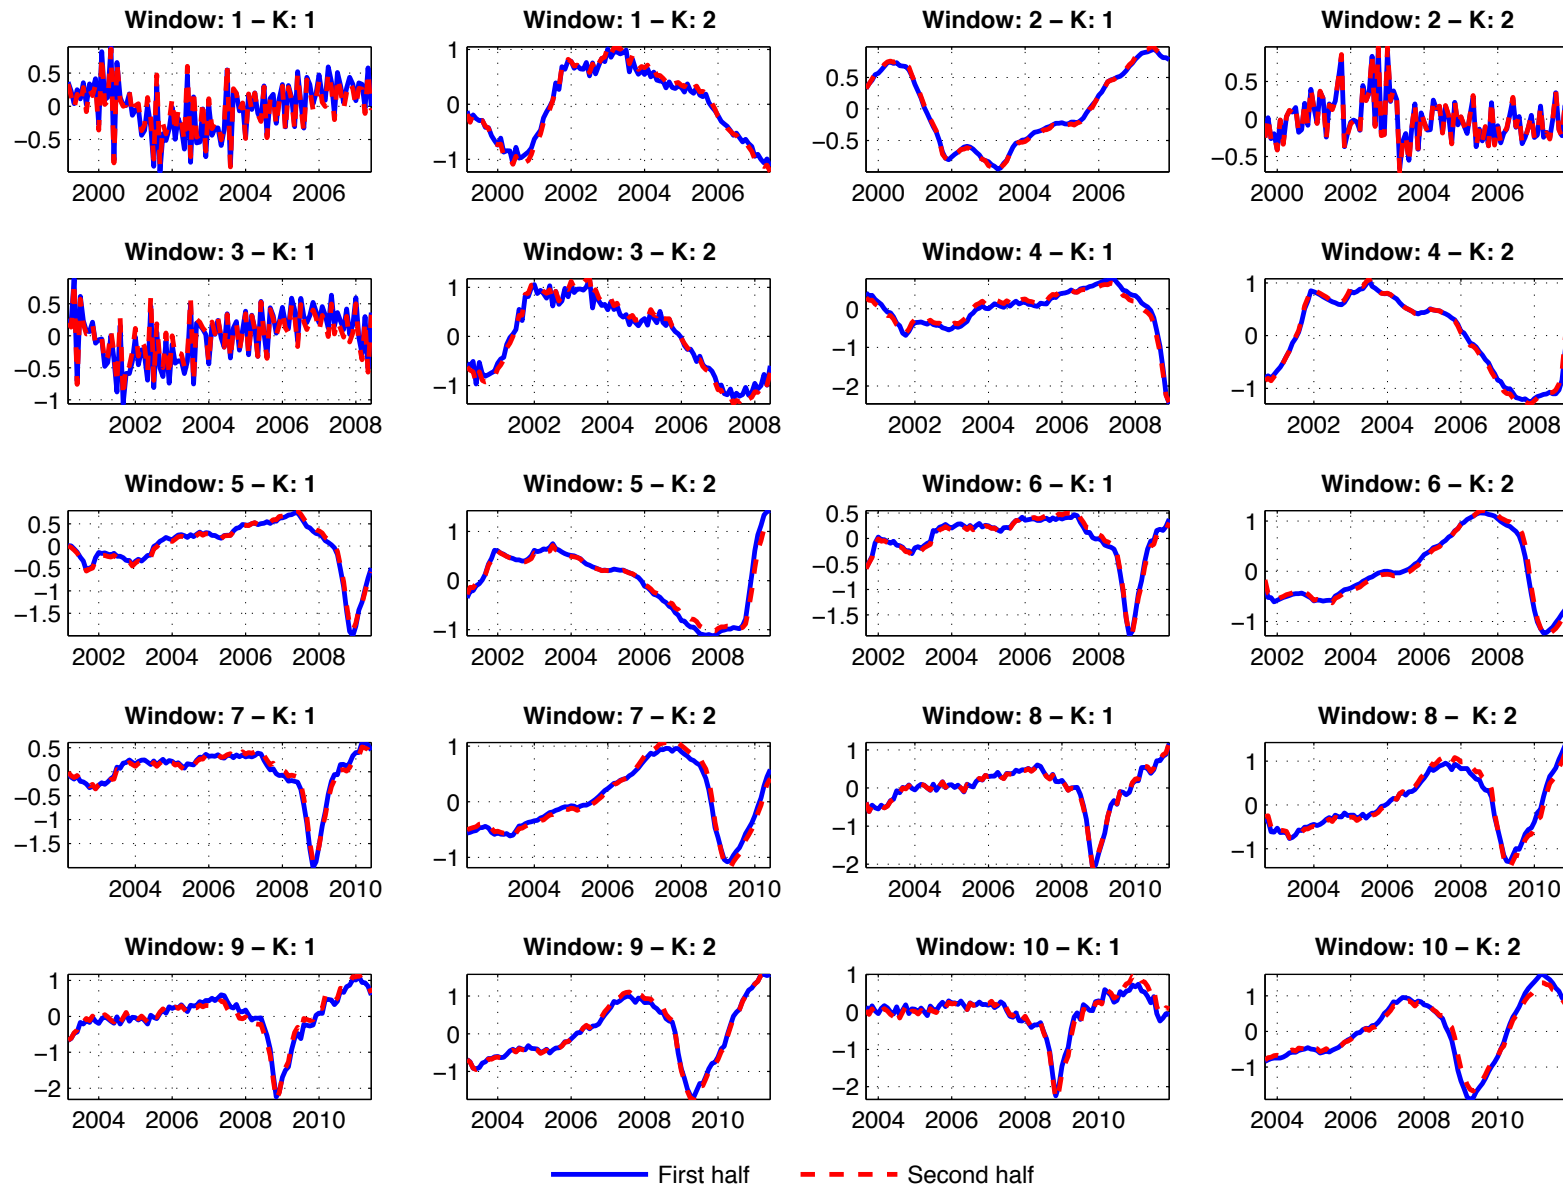 Window: 1 − K: 1
0.5
0
−0.5
2000 2002 2004 2006
Window: 1 − K: 2
1
0
−1
2000 2002 2004 2006
Window: 2 − K: 1
0.5
0
−0.5
2000 2002 2004 2006
Window: 2 − K: 2
0.5
0
−0.5
2000 2002 2004 2006
Window: 3 − K: 1
0.5
0
−0.5
−1
2002 2004 2006 2008
Window: 3 − K: 2
1
0
−1
2002 2004 2006 2008
Window: 4 − K: 1
0
−1
−2
2002 2004 2006 2008
Window: 4 − K: 2
1
0
−1
2002 2004 2006 2008
Window: 5 − K: 1
0.5
0
−0.5
−1
−1.5
2002 2004 2006 2008
Window: 5 − K: 2
1
0
−1
2002 2004 2006 2008
Window: 6 − K: 1
0.5
0
−0.5
−1
−1.5
2002 2004 2006 2008
Window: 6 − K: 2
1
0
−1
2002 2004 2006 2008
Window: 7 − K: 1
0.5
0
−0.5
−1
−1.5
2004 2006 2008 2010
Window: 7 − K: 2
1
0
−1
2004 2006 2008 2010
Window: 8 − K: 1
1
0
−1
−2
2004 2006 2008 2010
Window: 8 − K: 2
1
0
−1
2004 2006 2008 2010
Window: 9 − K: 1
1
0
−1
−2
2004 2006 2008 2010
Window: 9 − K: 2
1
0
−1
2004 2006 2008 2010
Window: 10 − K: 1
1
0
−1
−2
2004 2006 2008 2010
Window: 10 − K: 2
1
0
−1
2004 2006 2008 2010
First half
Second half